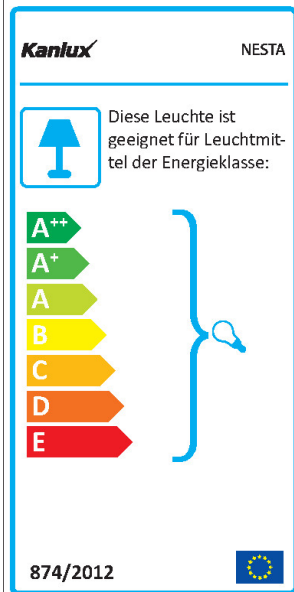 Kanlux
NESTA
Diese Leuchte ist
geeignet für Leuchtmit-
tel der Energieklasse:
A++
A+
A
B
C
D
E
874/2012